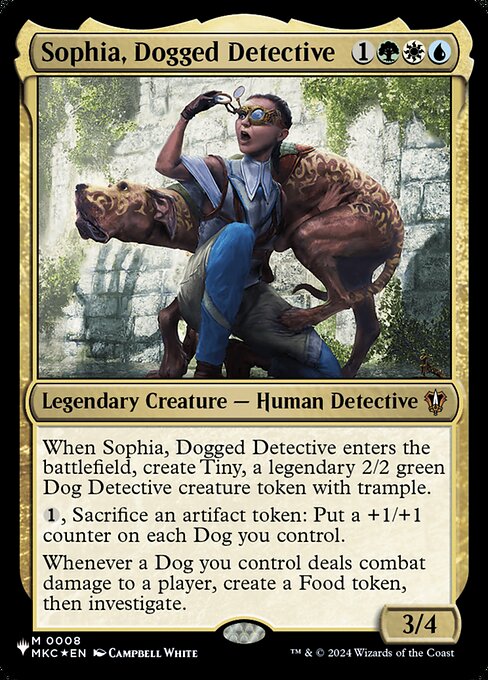 Sophia, Dogged Detective 1
Legendary Creature — Human Detective
When Sophia, Dogged Detective enters the
battlefield, create Tiny, a legendary 2/2 green
Dog Detective creature token with trample.
1, Sacrifice an artifact token: Put a +1/+1
counter on each Dog you control.
Whenever a Dog you control deals combat
damage to a player, create a Food token,
then investigate.
3/4
M 0008
MKC★EN Campbell White
™ & © 2024 Wizards of the Coast